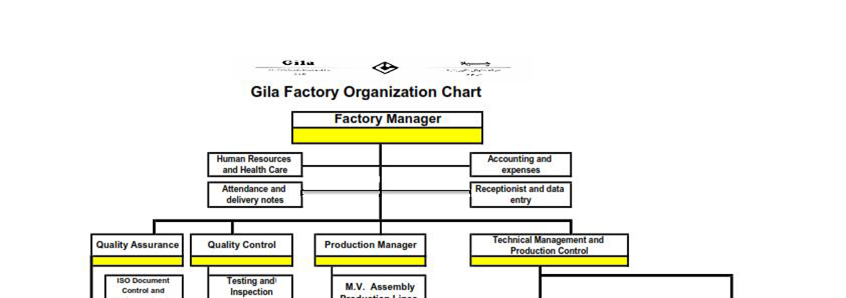 Gila
Gila Factory Organization Chart
Factory Manager
Human Resources
and Health Care
Accounting and
expenses
Attendance and
delivery notes
Receptionist and data
entry
Quality Assurance
Quality Control
Production Manager
Technical Management and
Production Control
ISO Document
Control and
Testing and
Inspection
M.V. Assembly
Production Lines